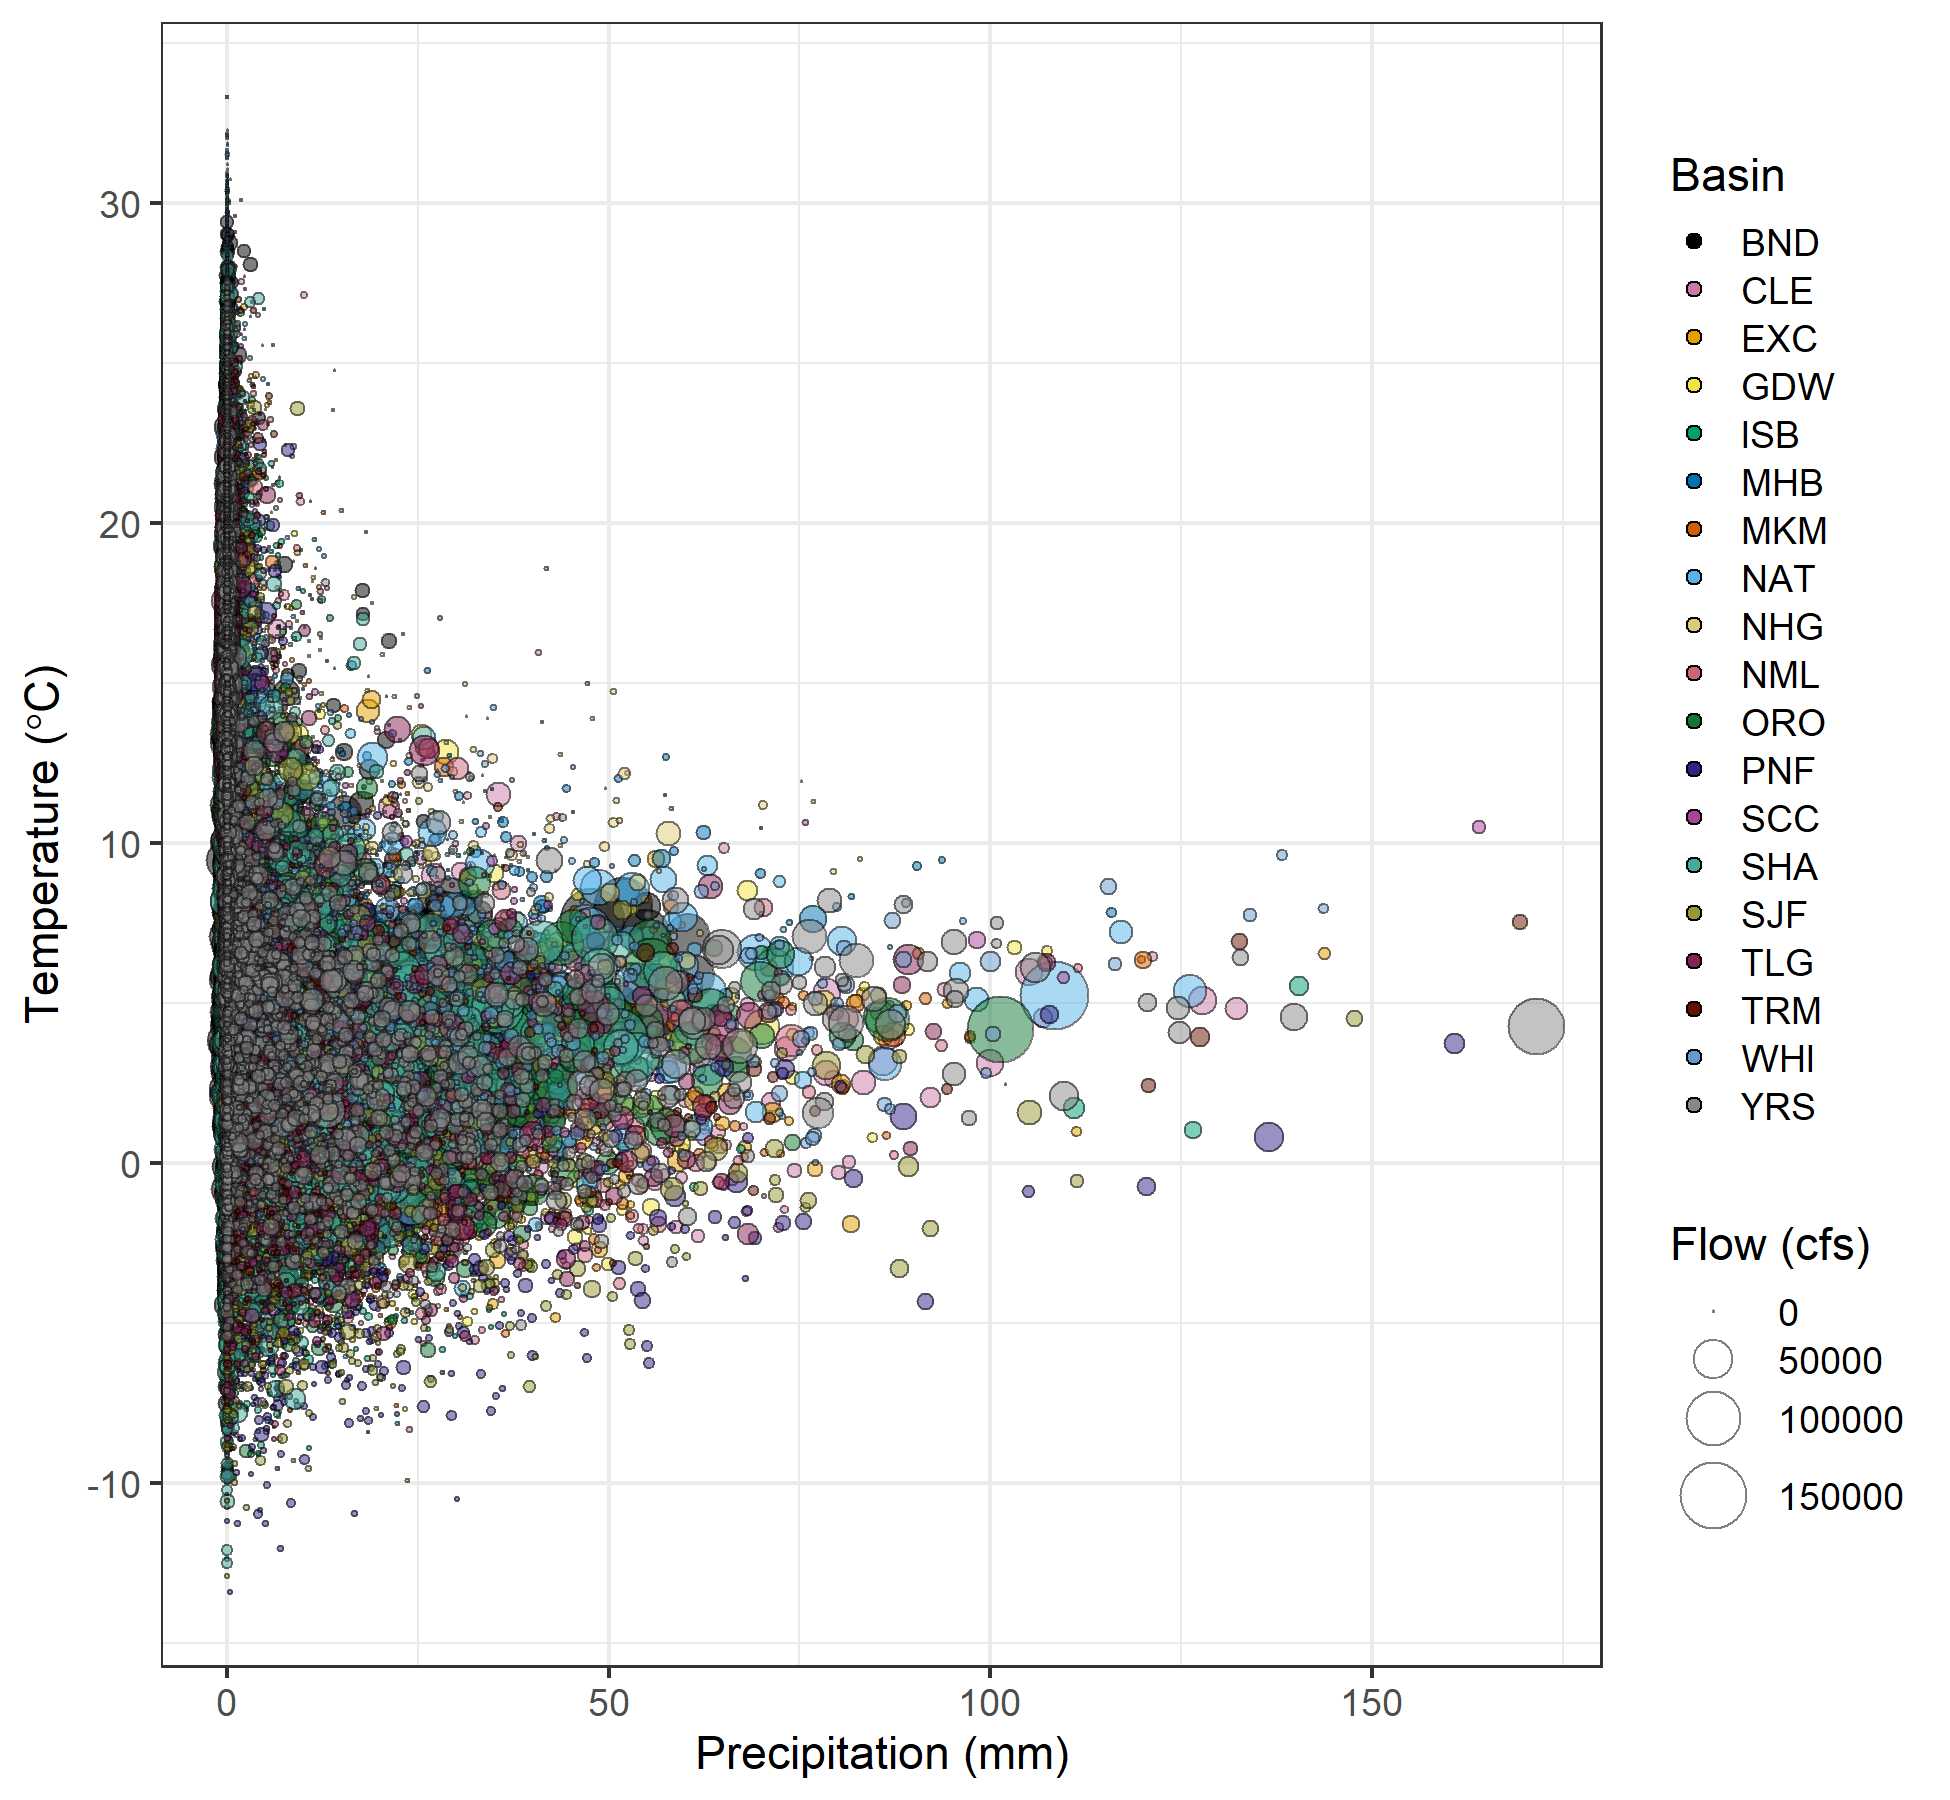 30
20
10
0
-10
Temperature (°C)
0
50
100
150
Precipitation (mm)
Basin
BND
CLE
EXC
GDW
ISB
MHB
MKM
NAT
NHG
NML
ORO
PNF
SCC
SHA
SJF
TLG
TRM
WHI
YRS
Flow (cfs)
0
50000
100000
150000